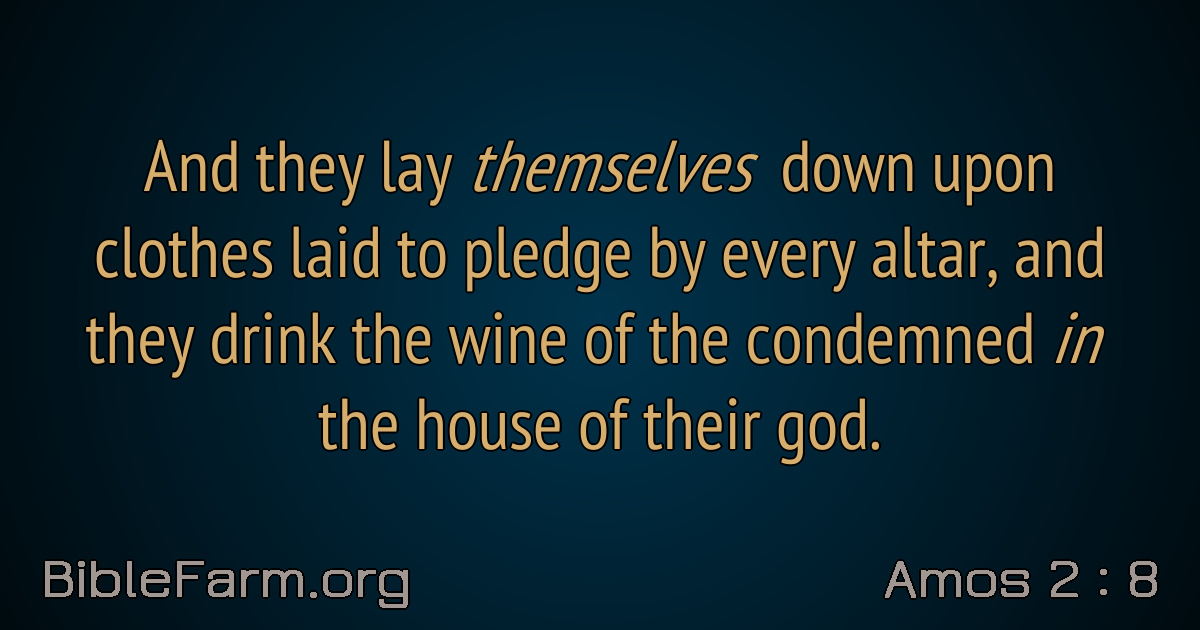 And they lay themselves down upon
clothes laid to pledge by every altar, and
they drink the wine of the condemned in
the house of their god.
BibleFarm.org
Amos 2 : 8